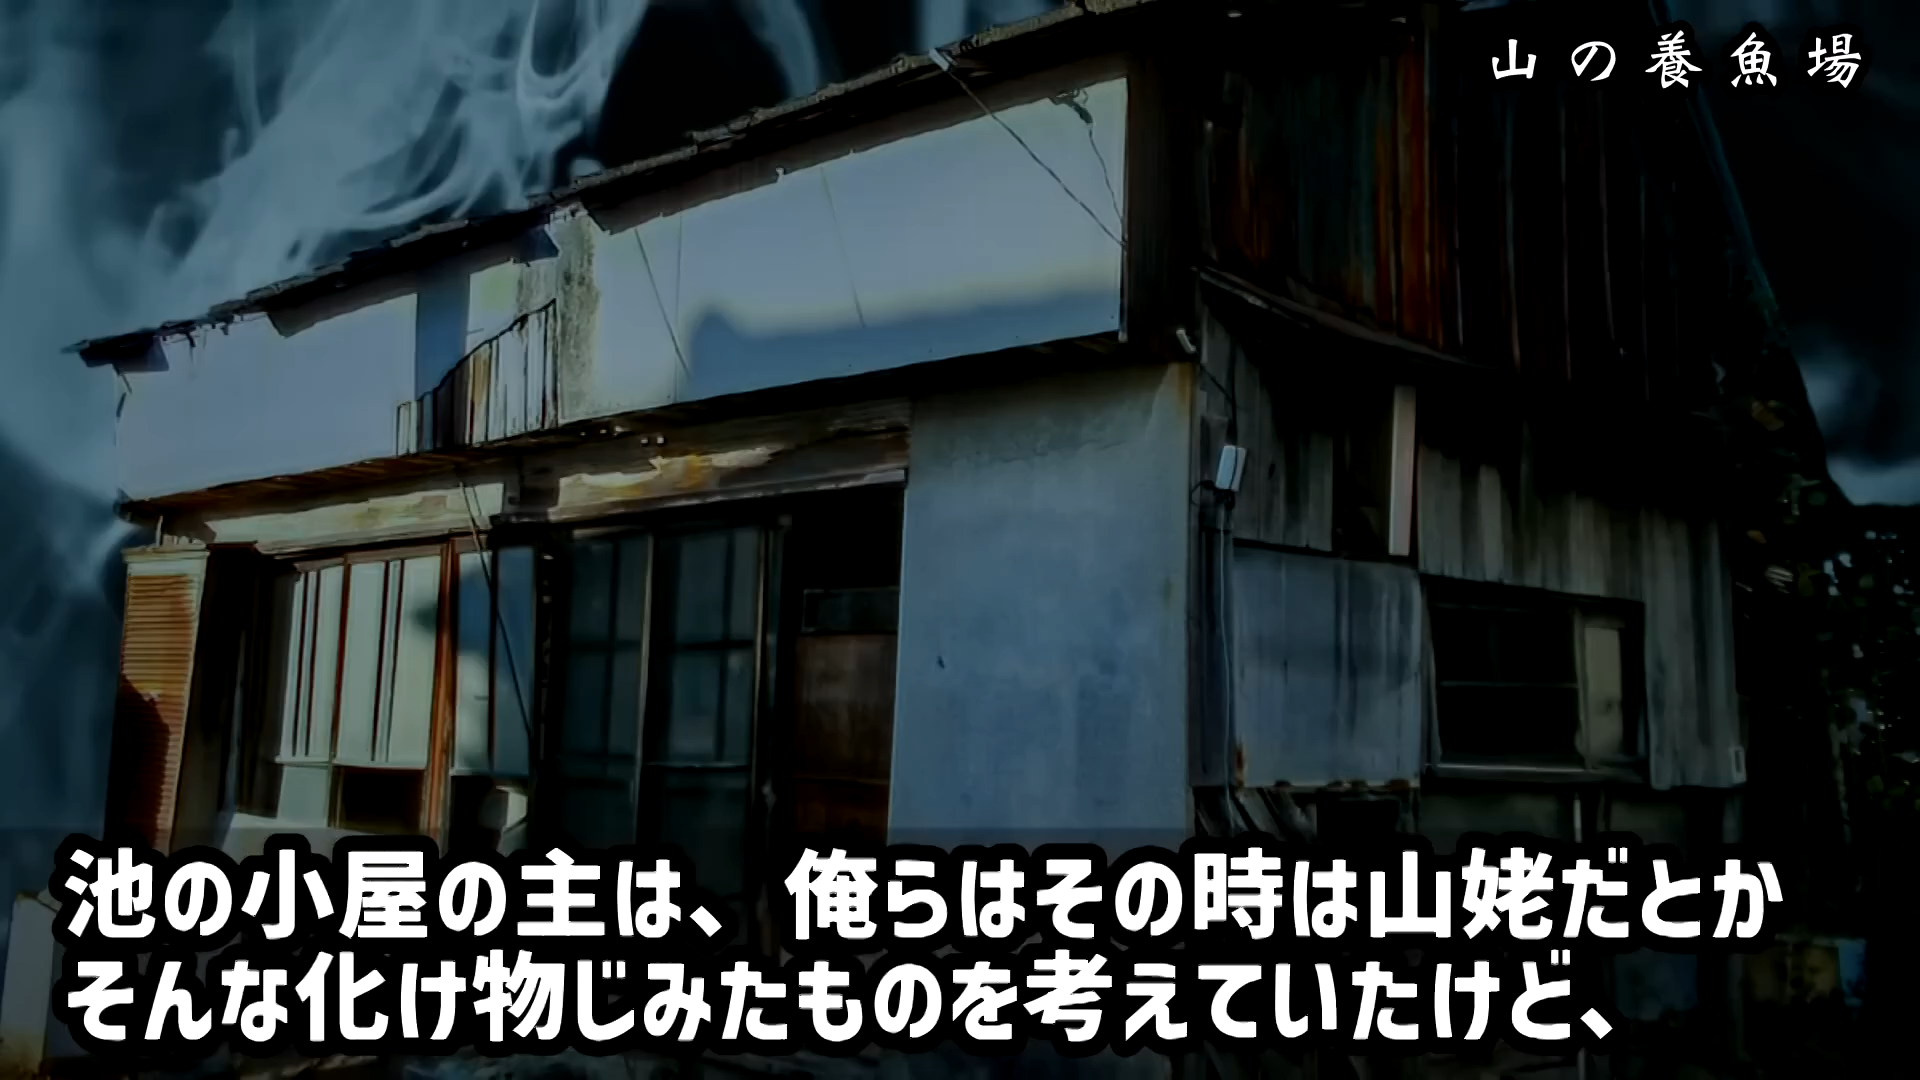 山の養魚場
池の小屋の主は、俺らはその時は山姥だとか
そんな化け物じみたものを考えていたけど、